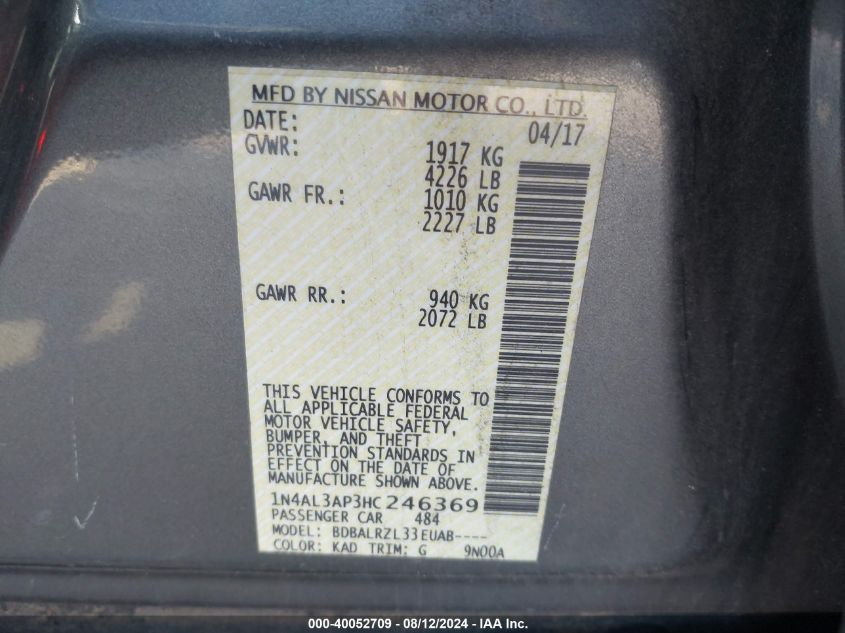 MFD BY NISSAN MOTOR CO., LTD.
DATE: 04/17
GVWR: 1917 KG
4226 LB
GAWR FR.: 1010 KG
2227 LB
GAWR RR.: 940 KG
2072 LB
THIS VEHICLE CONFORMS TO
ALL APPLICABLE FEDERAL
MOTOR VEHICLE SAFETY,
BUMPER, AND THEFT
PREVENTION STANDARDS IN
EFFECT ON THE DATE OF
MANUFACTURE SHOWN ABOVE.
1N4AL3AP3HC246369
PASSENGER CAR 484
MODEL: BDBALRZL33EUAB----
COLOR: KAD TRIM: G 9N00A
000-40052709 - 08/12/2024 - IAA Inc.